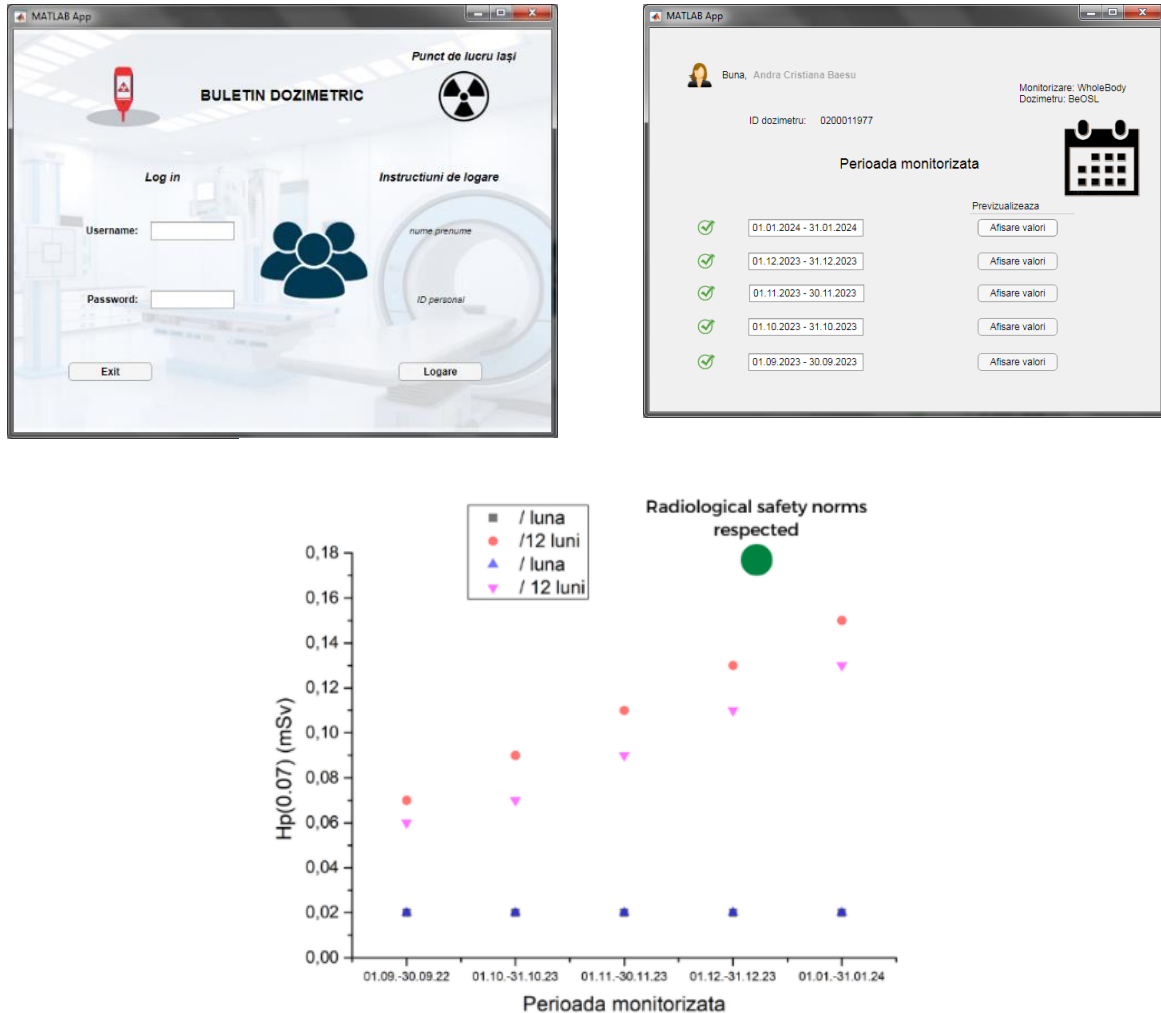 MATLAB App
Punct de lucru Iași
BULETIN DOZIMETRIC
Log in
Instructiuni de logare
Username:
nume.prenume
Password:
ID personal
Exit
Logare
MATLAB App
Buna, Andra Cristiana Baesu
Monitorizare: WholeBody
Dozimetru: BeOSL
ID dozimetru: 0200011977
Perioada monitorizata
Previzualizeaza
01.01.2024 - 31.01.2024 Afisare valori
01.12.2023 - 31.12.2023 Afisare valori
01.11.2023 - 30.11.2023 Afisare valori
01.10.2023 - 31.10.2023 Afisare valori
01.09.2023 - 30.09.2023 Afisare valori
Radiological safety norms
respected
/ luna
/12 luni
/ luna
/ 12 luni
0,18
0,16
0,14
0,12
0,10
0,08
0,06
0,04
0,02
0,00
Hp(0.07) (mSv)
01.09.-30.09.22 01.10.-31.10.23 01.11.-30.11.23 01.12.-31.12.23 01.01.-31.01.24
Perioada monitorizata